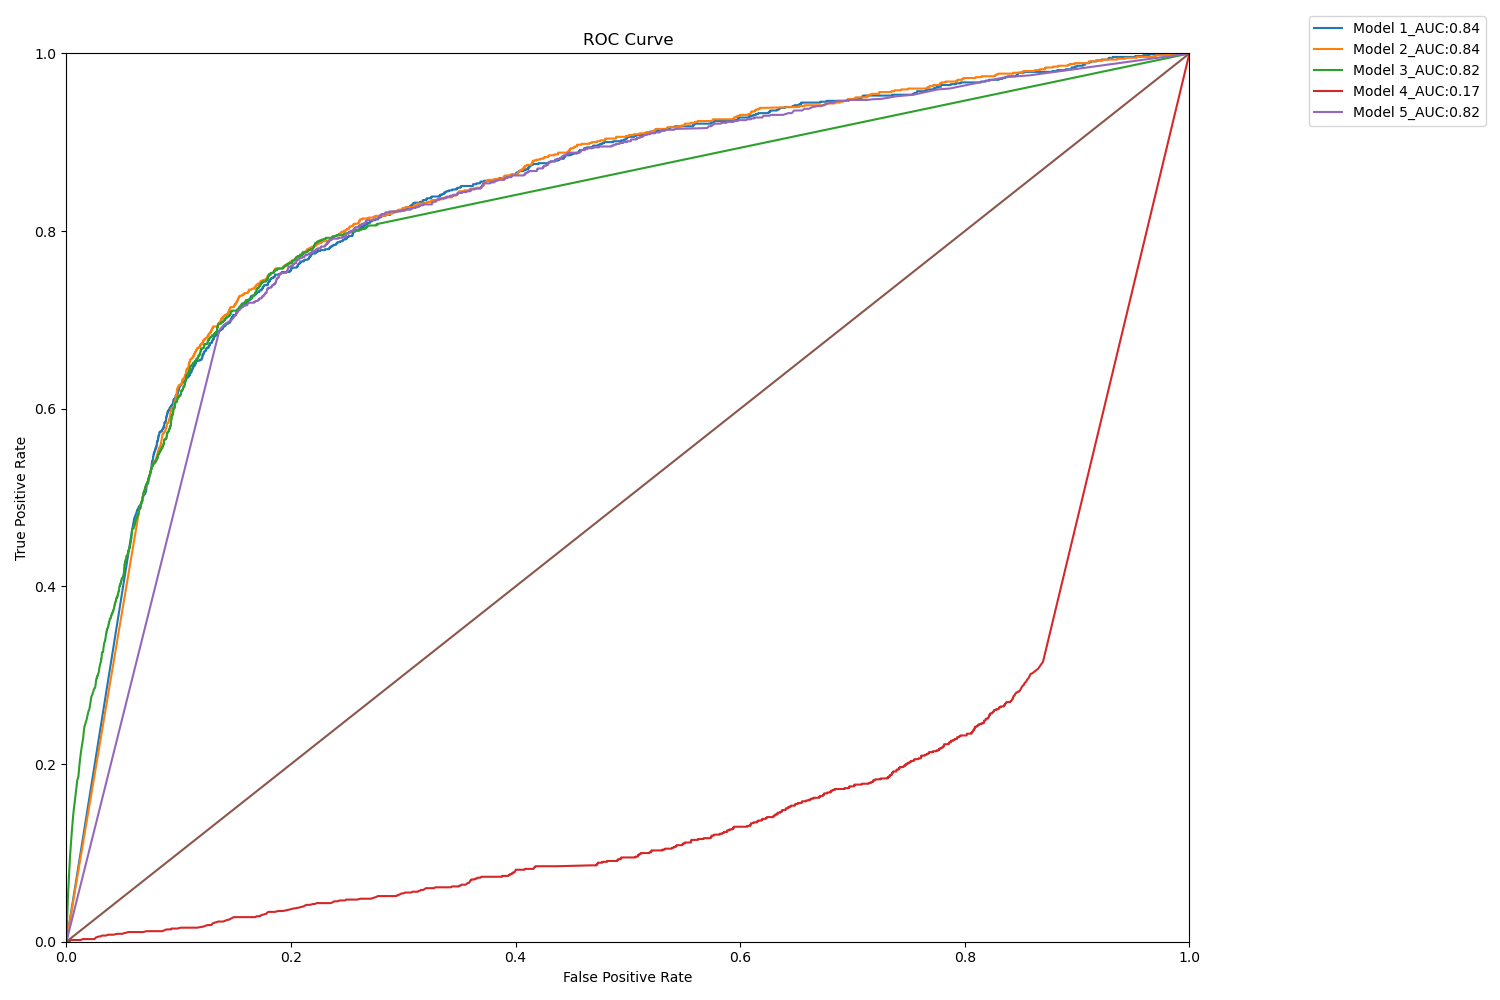 ROC Curve
Model 1_AUC:0.84
Model 2_AUC:0.84
Model 3_AUC:0.82
Model 4_AUC:0.17
Model 5_AUC:0.82
True Positive Rate
1.0
0.8
0.6
0.4
0.2
0.0
0.0 0.2 0.4 0.6 0.8 1.0
False Positive Rate